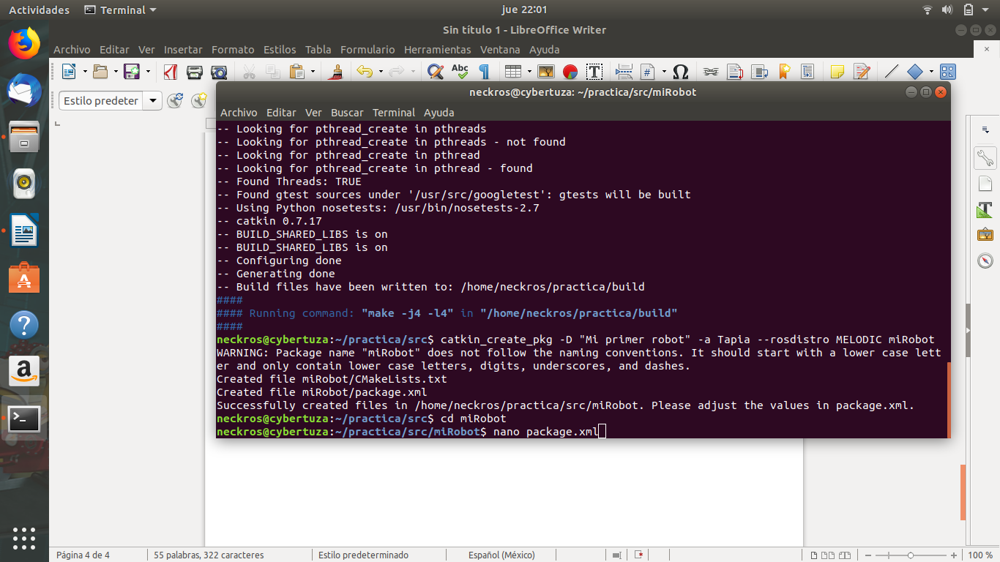 Actividades
Terminal
jue 22:01
Sin título 1 - LibreOffice Writer
Archivo Editar Ver Insertar Formato Estilos Tabla Formulario Herramientas Ventana Ayuda
Abc
Estilo predeter
neckros@cybertuza: ~/practica/src/miRobot
Archivo Editar Ver Buscar Terminal Ayuda
-- Looking for pthread_create in pthreads
-- Looking for pthread_create in pthreads - not found
-- Looking for pthread_create in pthread
-- Looking for pthread_create in pthread - found
-- Found Threads: TRUE
-- Found gtest sources under '/usr/src/googletest': gtests will be built
-- Using Python nosetests: /usr/bin/nosetests-2.7
-- catkin 0.7.17
-- BUILD_SHARED_LIBS is on
-- BUILD_SHARED_LIBS is on
-- Configuring done
-- Generating done
-- Build files have been written to: /home/neckros/practica/build
####
#### Running command: "make -j4 -l4" in "/home/neckros/practica/build"
####
neckros@cybertuza:~/practica/src$ catkin_create_pkg -D "Mi primer robot" -a Tapia --rosdistro MELODIC miRobot
WARNING: Package name "miRobot" does not follow the naming conventions. It should start with a lower case lett
er and only contain lower case letters, digits, underscores, and dashes.
Created file miRobot/CMakeLists.txt
Created file miRobot/package.xml
Successfully created files in /home/neckros/practica/src/miRobot. Please adjust the values in package.xml.
neckros@cybertuza:~/practica/src$ cd miRobot
neckros@cybertuza:~/practica/src/miRobot$ nano package.xml
Página 4 de 4
55 palabras, 322 caracteres
Estilo predeterminado
Español (México)
100 %